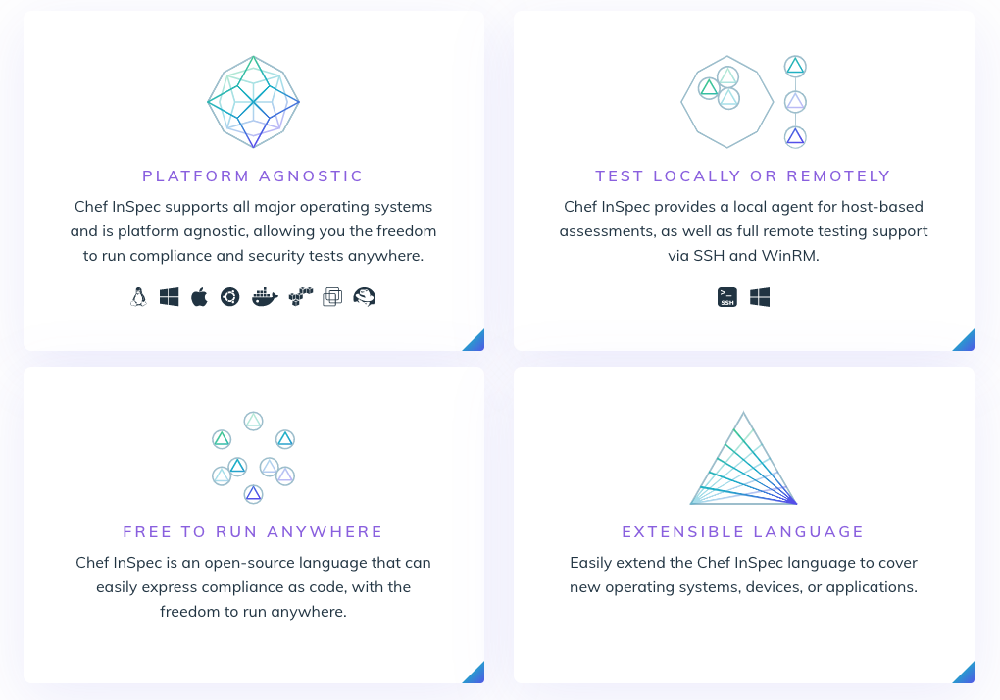 PLATFORM AGNOSTIC
Chef InSpec supports all major operating systems
and is platform agnostic, allowing you the freedom
to run compliance and security tests anywhere.
TEST LOCALLY OR REMOTELY
Chef InSpec provides a local agent for host-based
assessments, as well as full remote testing support
via SSH and WinRM.
>_
SSH
FREE TO RUN ANYWHERE
Chef InSpec is an open-source language that can
easily express compliance as code, with the
freedom to run anywhere.
EXTENSIBLE LANGUAGE
Easily extend the Chef InSpec language to cover
new operating systems, devices, or applications.